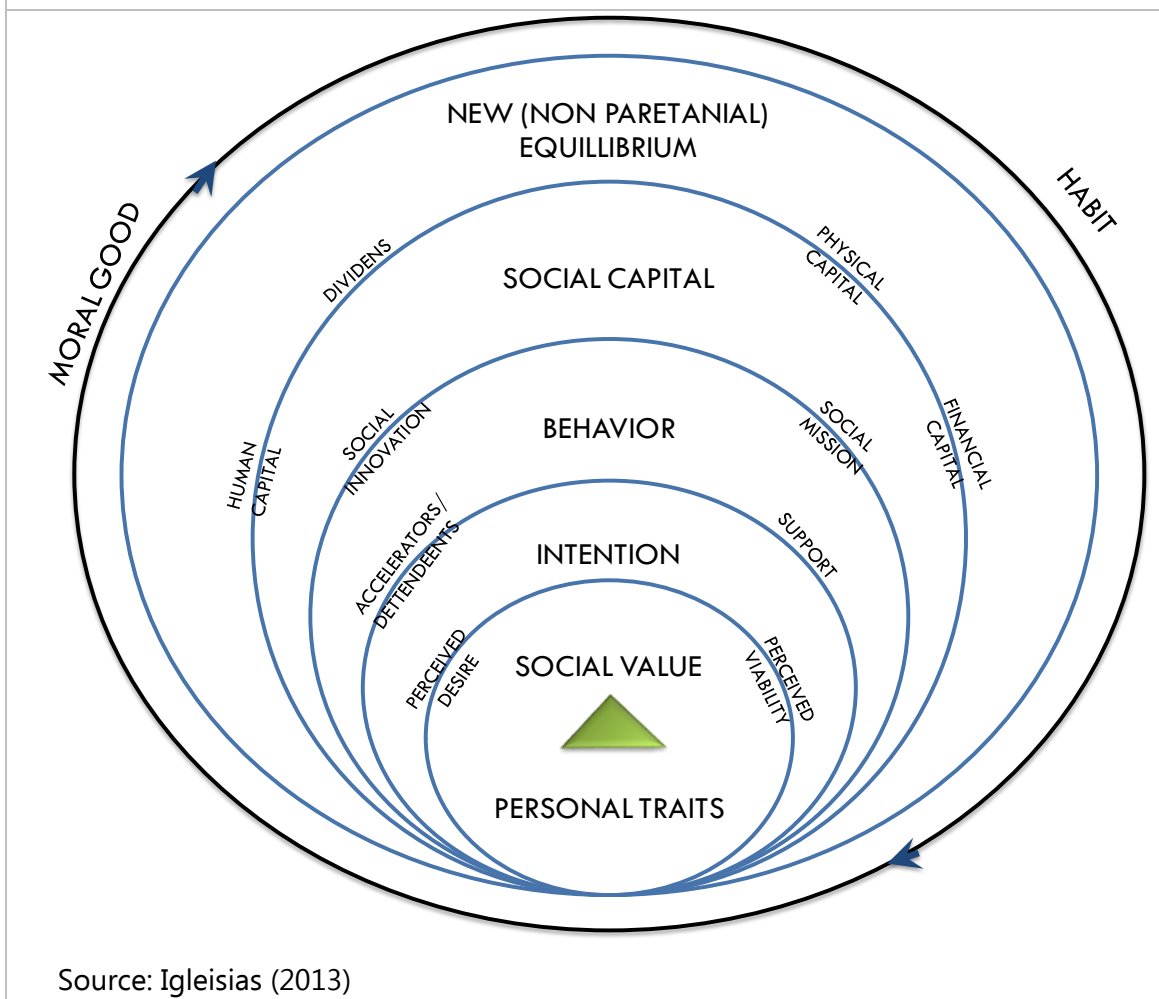 NEW (NON PARETANIAL)
EQUILLIBRIUM
MORAL GOOD
HABIT
DIVIDENS
PHYSICAL
CAPITAL
SOCIAL CAPITAL
HUMAN
CAPITAL
SOCIAL
INNOVATION
BEHAVIOR
SOCIAL
MISSION
FINANCIAL
CAPITAL
ACCELERATORS/
DETTENDEENTS
INTENTION
SUPPORT
PERCEIVED
DESIRE
SOCIAL VALUE
PERCEIVED
VIABILITY
PERSONAL TRAITS
Source: Igleisias (2013)